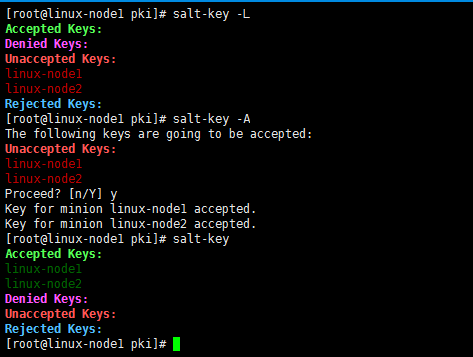 [root@linux-node1 pki]# salt-key -L
Accepted Keys:
Denied Keys:
Unaccepted Keys:
linux-node1
linux-node2
Rejected Keys:
[root@linux-node1 pki]# salt-key -A
The following keys are going to be accepted:
Unaccepted Keys:
linux-node1
linux-node2
Proceed? [n/Y] y
Key for minion linux-node1 accepted.
Key for minion linux-node2 accepted.
[root@linux-node1 pki]# salt-key
Accepted Keys:
linux-node1
linux-node2
Denied Keys:
Unaccepted Keys:
Rejected Keys:
[root@linux-node1 pki]#